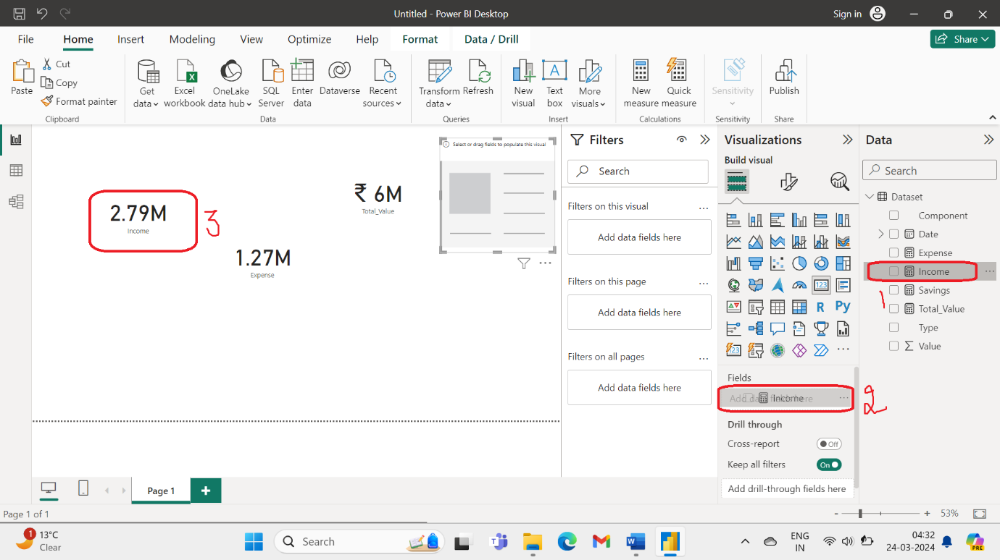 Untitled - Power BI Desktop
Sign in
File Home Insert Modeling View Optimize Help Format Data / Drill
Share
Paste
Cut
Copy
Format painter
Clipboard
Get data
Excel workbook
OneLake data hub
SQL Server
Enter data
Dataverse
Recent sources
Data
Transform data
Refresh
Queries
New visual
Text box
More visuals
Insert
New measure
Quick measure
Calculations
Sensitivity
Sensitivity
Publish
Share
2.79M
Income
3
1.27M
Expense
₹ 6M
Total_Value
Select or drag fields to populate this visual
Filters
Search
Filters on this visual
...
Add data fields here
Filters on this page
...
Add data fields here
Filters on all pages
...
Add data fields here
Visualizations
Build visual
123
R
Py
123
...
Fields
Add data fields here
Income
...
2
Drill through
Cross-report
Off
Keep all filters
On
Add drill-through fields here
Data
Search
Dataset
Component
Date
Expense
Income
...
1
Savings
Total_Value
Type
Σ Value
Page 1
+
Page 1 of 1
- + 53%
1
13°C
Clear
Search
ENG
IN
04:32
24-03-2024
PRE